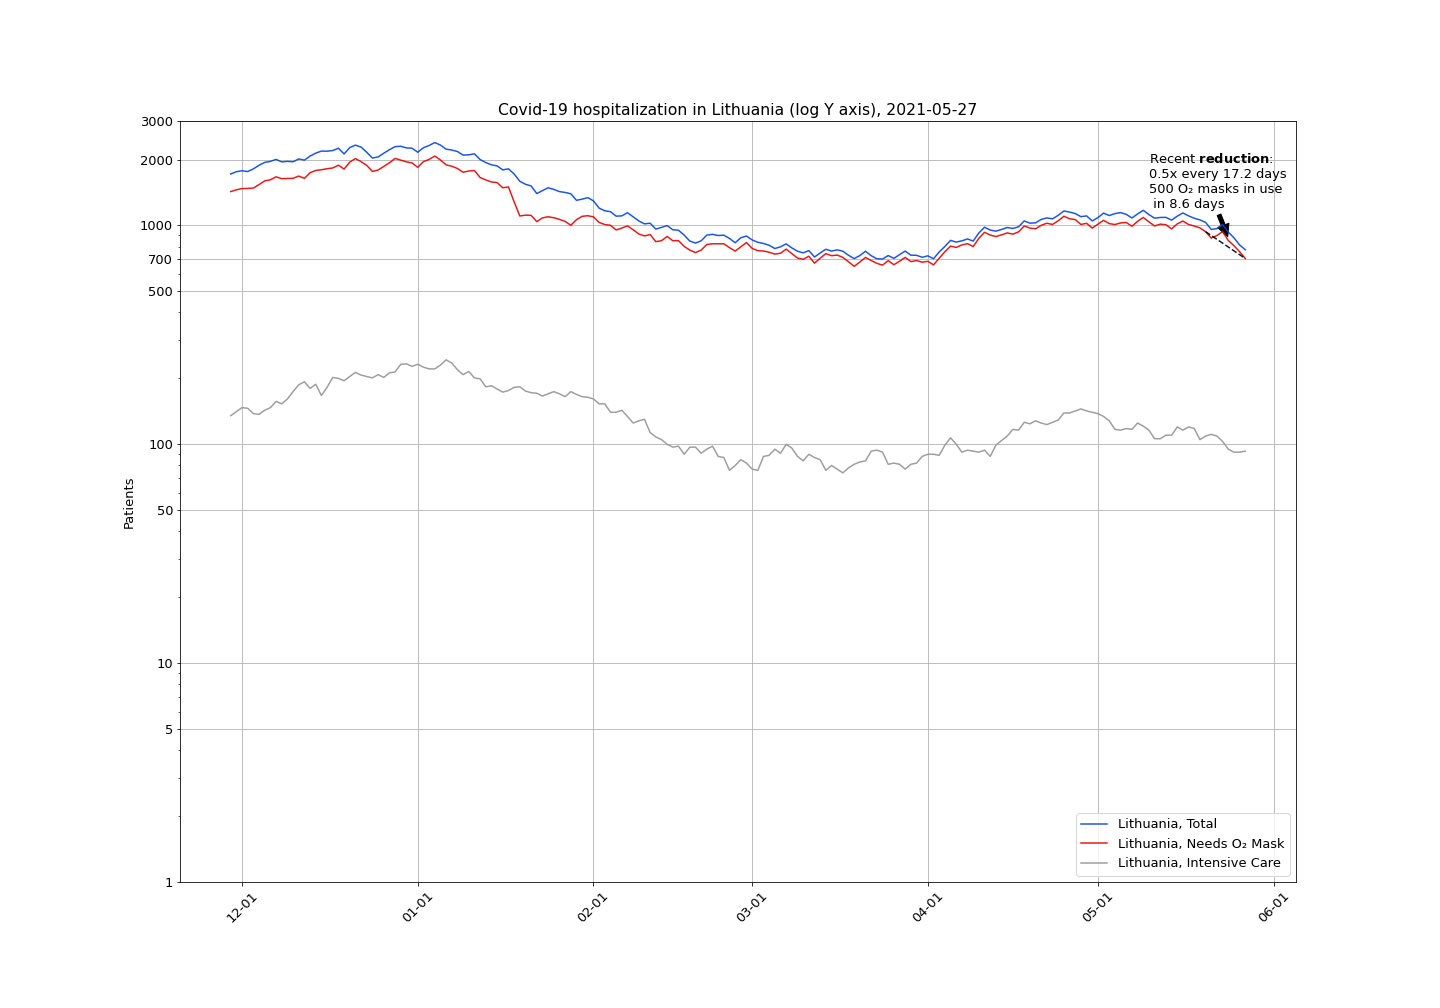 Covid-19 hospitalization in Lithuania (log Y axis), 2021-05-27
3000
2000
1000
700
500
100
50
10
5
1
Patients
Recent reduction:
0.5x every 17.2 days
500 O₂ masks in use
in 8.6 days
Lithuania, Total
Lithuania, Needs O₂ Mask
Lithuania, Intensive Care
12-01
01-01
02-01
03-01
04-01
05-01
06-01